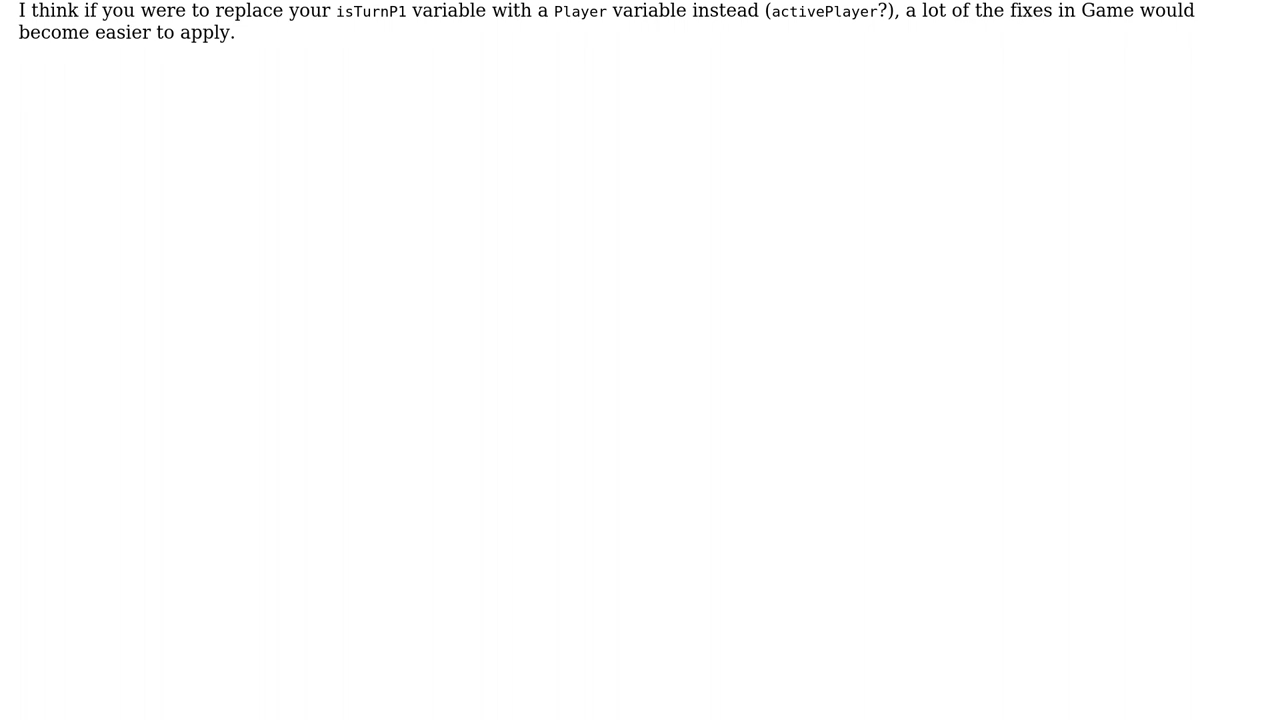 I think if you were to replace your isTurnP1 variable with a Player variable instead (activePlayer?), a lot of the fixes in Game would
become easier to apply.